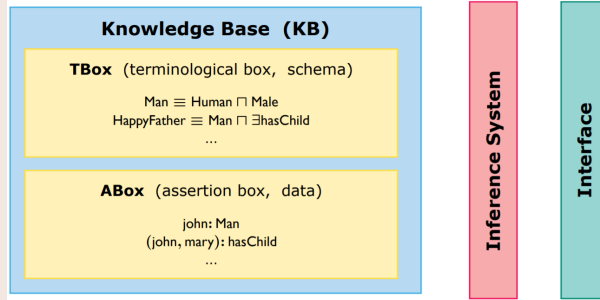 Knowledge Base (KB)
TBox (terminological box, schema)
Man ≡ Human ⊓ Male
HappyFather ≡ Man ⊓ ∃hasChild
...
ABox (assertion box, data)
john: Man
(john, mary): hasChild
...
Inference System
Interface